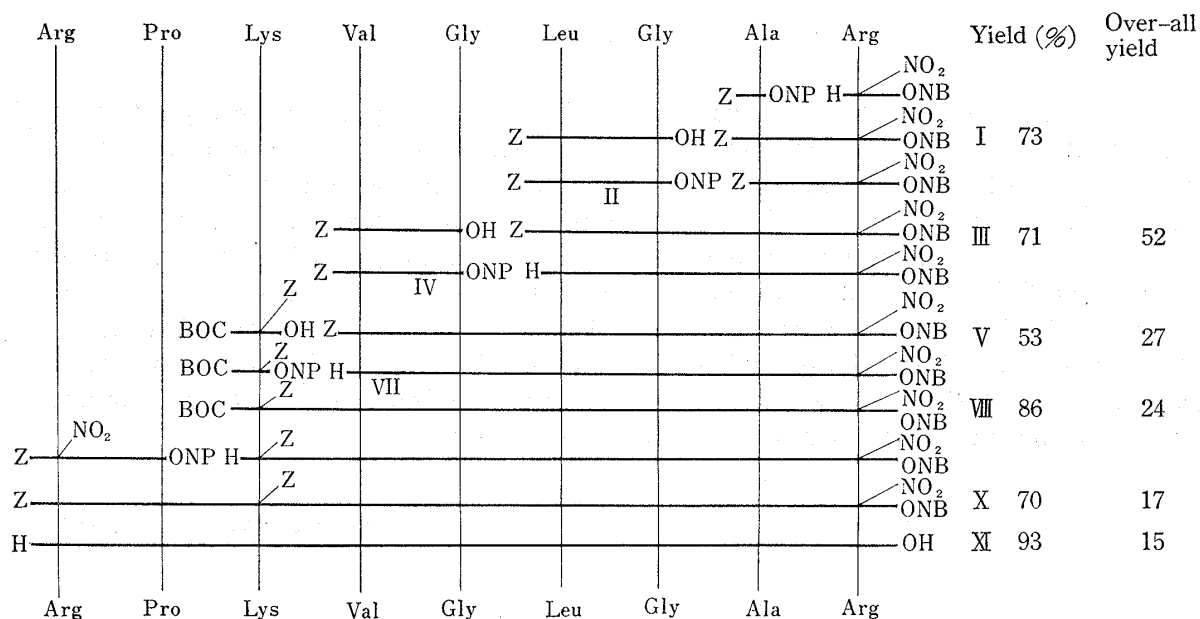 Arg Pro Lys Val Gly Leu Gly Ala Arg Yield (%) Over-all yield
NO₂
Z ONP H ONB
NO₂
Z OH Z ONB I 73
NO₂
Z ONP Z ONB
II
NO₂
Z OH Z ONB III 71 52
NO₂
Z ONP H ONB
IV
Z NO₂
BOC OH Z ONB V 53 27
Z NO₂
BOC ONP H ONB
VII
Z NO₂
BOC ONB VIII 86 24
NO₂ Z NO₂
Z ONP H ONB
Z NO₂
Z ONB X 70 17
H OH XI 93 15
Arg Pro Lys Val Gly Leu Gly Ala Arg